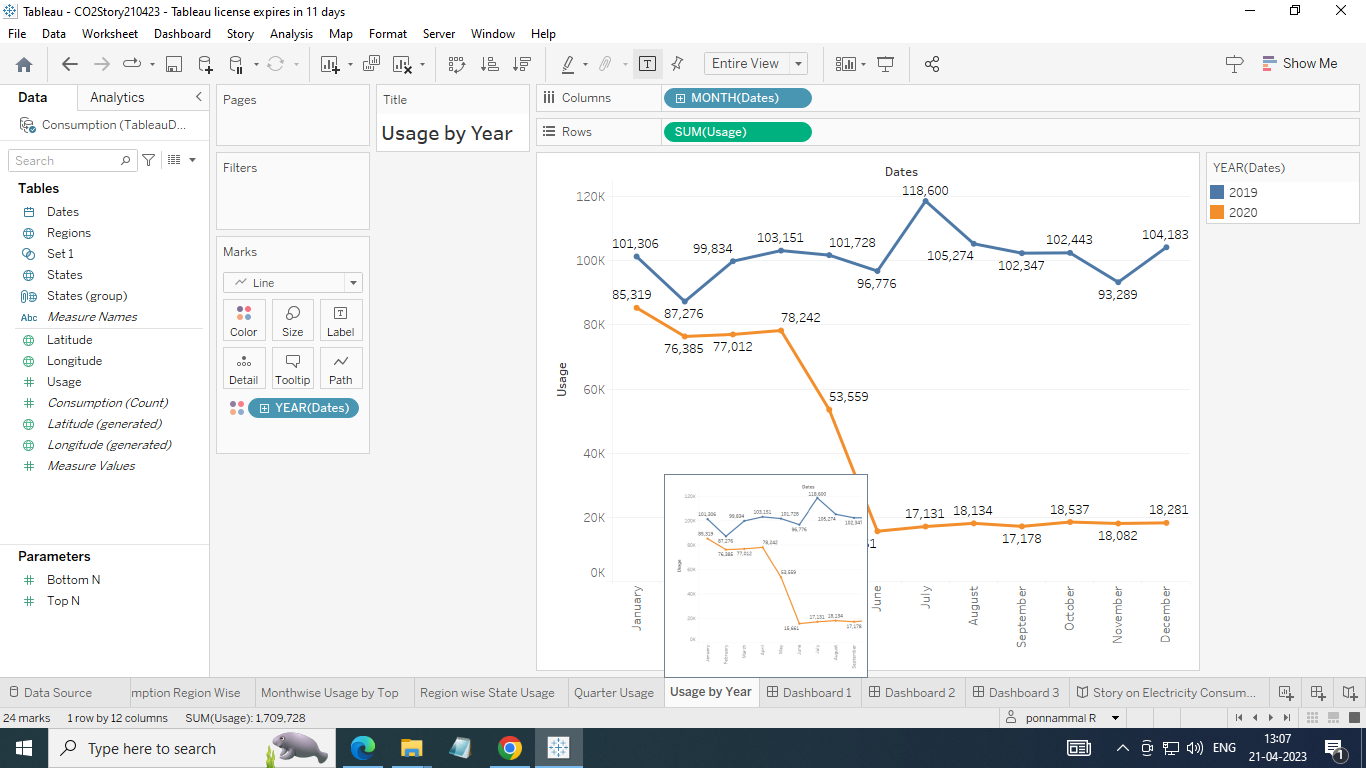 Tableau - CO2Story210423 - Tableau license expires in 11 days
File Data Worksheet Dashboard Story Analysis Map Format Server Window Help
Entire View
Show Me
Data Analytics
Consumption (TableauD...
Search
Tables
Dates
Regions
Set 1
States
States (group)
Abc Measure Names
Latitude
Longitude
Usage
Consumption (Count)
Latitude (generated)
Longitude (generated)
Measure Values
Parameters
Bottom N
Top N
Pages
Filters
Marks
Line
Color Size Label
Detail Tooltip Path
YEAR(Dates)
Title
Usage by Year
Columns MONTH(Dates)
Rows SUM(Usage)
Dates
Usage
120K
100K
80K
60K
40K
20K
0K
101,306 87,276 99,834 103,151 101,728 96,776 118,600 105,274 102,347 102,443 93,289 104,183
85,319 76,385 77,012 78,242 53,559 51 17,131 18,134 17,178 18,537 18,082 18,281
January June July August September October November December
Dates
Usage
120K
100K
80K
60K
40K
20K
0K
101,306 87,276 99,834 103,151 101,728 96,776 118,600 105,274 102,347
85,319 76,385 77,012 78,242 53,559 15,661 17,131 18,134 17,178
January February March April May June July August September
YEAR(Dates)
2019
2020
Data Source mption Region Wise Monthwise Usage by Top Region wise State Usage Quarter Usage Usage by Year Dashboard 1 Dashboard 2 Dashboard 3 Story on Electricity Consum...
24 marks 1 row by 12 columns SUM(Usage): 1,709,728 ponnammal R
Type here to search
ENG
13:07
21-04-2023
1